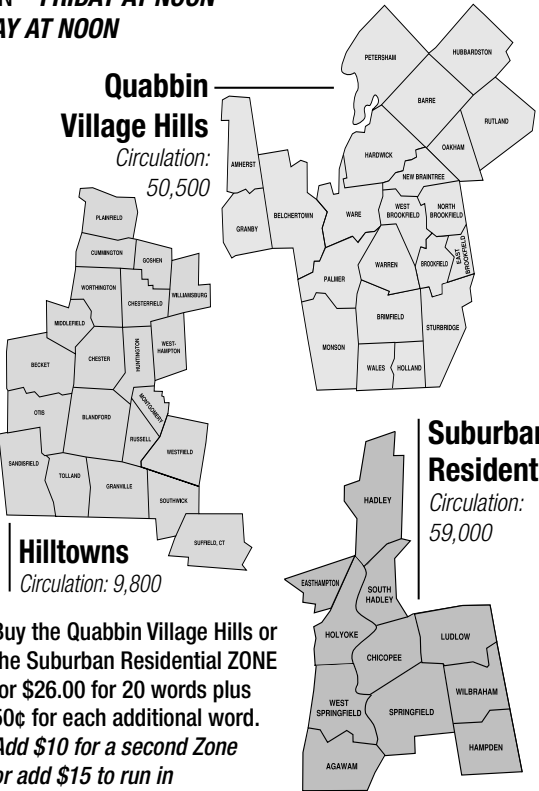 FRIDAY AT NOON
AY AT NOON
Quabbin
Village Hills
Circulation:
50,500
PETERSHAM
HUBBARDSTON
BARRE
RUTLAND
HARDWICK
OAKHAM
NEW BRAINTREE
AMHERST
BELCHERTOWN
GRANBY
WARE
WEST
BROOKFIELD
NORTH
BROOKFIELD
EAST
BROOKFIELD
BROOKFIELD
WARREN
PALMER
BRIMFIELD
STURBRIDGE
MONSON
WALES
HOLLAND
PLAINFIELD
CUMMINGTON
GOSHEN
WORTHINGTON
CHESTERFIELD
WILLIAMSBURG
MIDDLEFIELD
HUNTINGTON
WEST-
HAMPTON
BECKET
CHESTER
MONTGOMERY
OTIS
BLANDFORD
RUSSELL
WESTFIELD
SANDISFIELD
TOLLAND
GRANVILLE
SOUTHWICK
SUFFIELD, CT
Hilltowns
Circulation: 9,800
Suburban
Resident
Circulation:
59,000
HADLEY
EASTHAMPTON
SOUTH
HADLEY
HOLYOKE
CHICOPEE
LUDLOW
WEST
SPRINGFIELD
SPRINGFIELD
WILBRAHAM
AGAWAM
HAMPDEN
Buy the Quabbin Village Hills or
the Suburban Residential ZONE
for $26.00 for 20 words plus
50¢ for each additional word.
Add $10 for a second Zone
or add $15 to run in